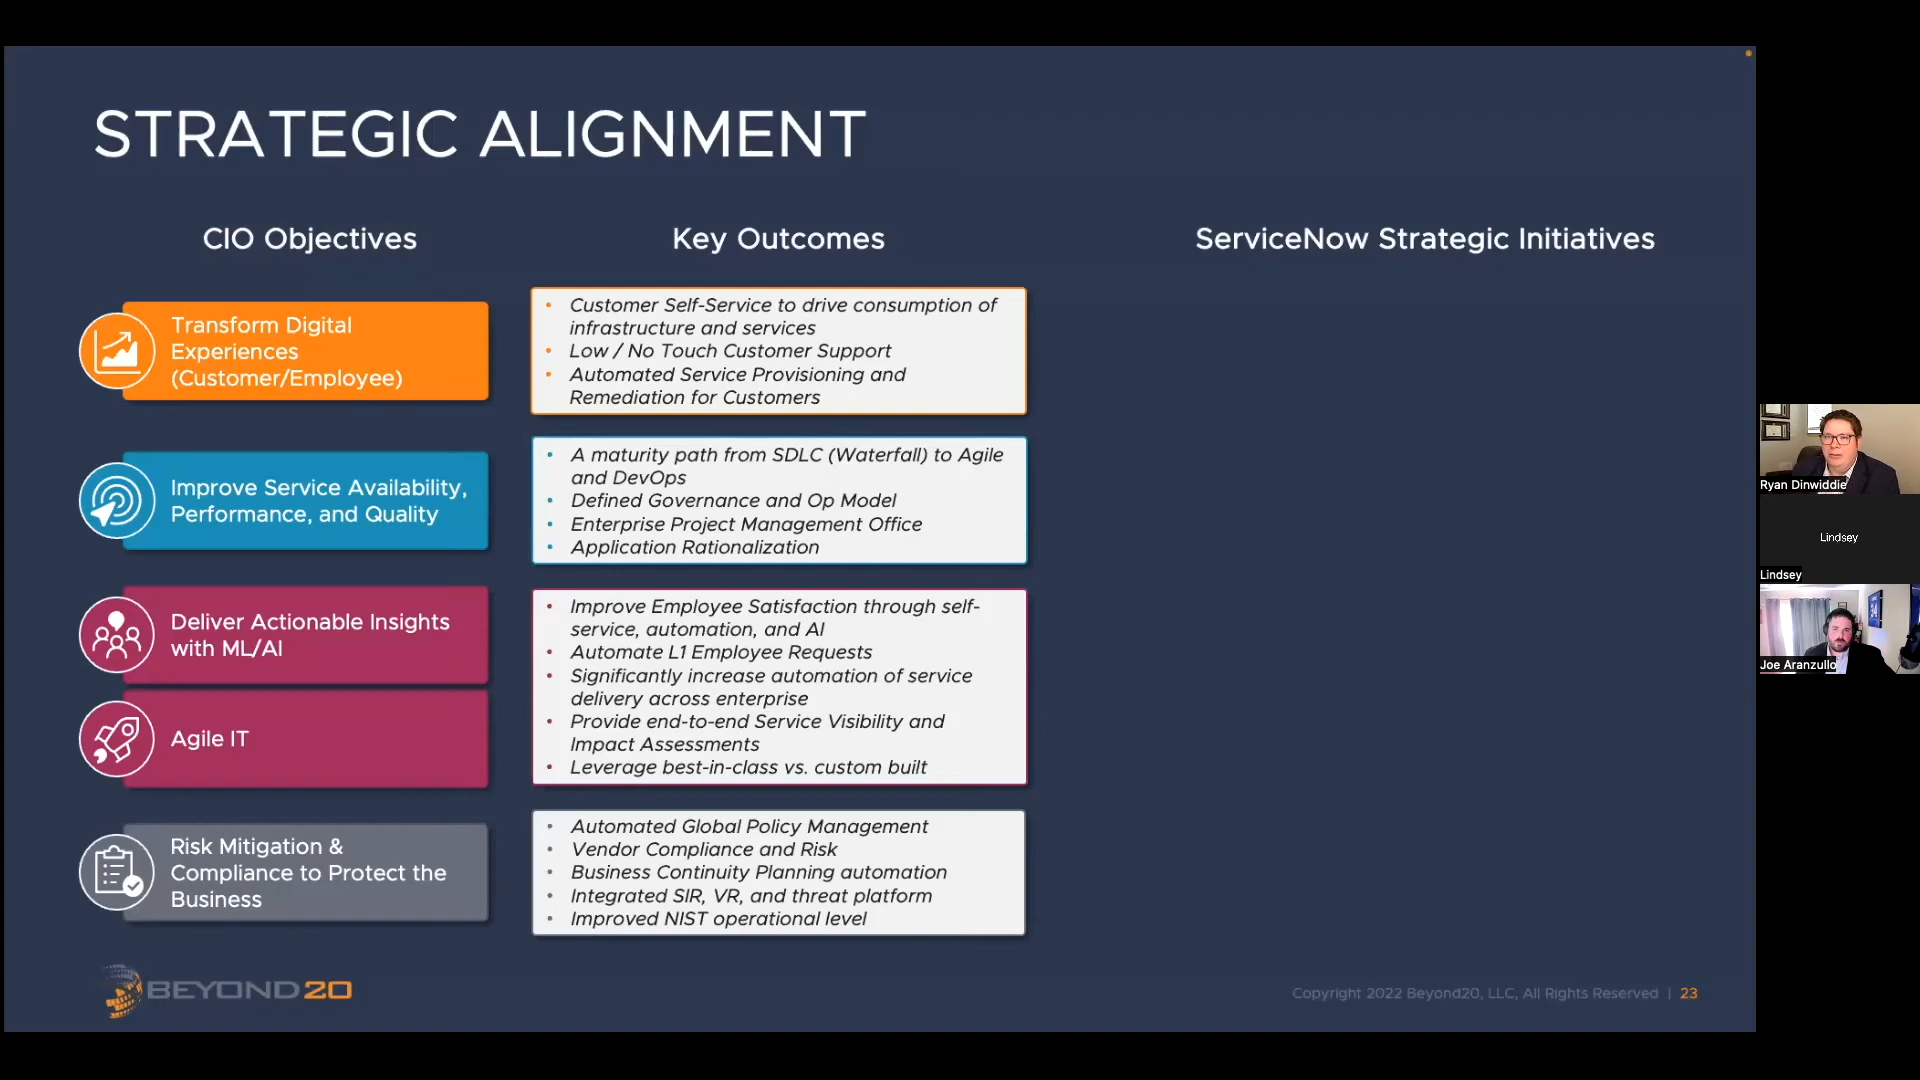 STRATEGIC ALIGNMENT
CIO Objectives
Key Outcomes
ServiceNow Strategic Initiatives
Transform Digital
Experiences
(Customer/Employee)
• Customer Self-Service to drive consumption of
infrastructure and services
• Low / No Touch Customer Support
• Automated Service Provisioning and
Remediation for Customers
Improve Service Availability,
Performance, and Quality
• A maturity path from SDLC (Waterfall) to Agile
and DevOps
• Defined Governance and Op Model
• Enterprise Project Management Office
• Application Rationalization
Deliver Actionable Insights
with ML/AI
Agile IT
• Improve Employee Satisfaction through self-
service, automation, and AI
• Automate L1 Employee Requests
• Significantly increase automation of service
delivery across enterprise
• Provide end-to-end Service Visibility and
Impact Assessments
• Leverage best-in-class vs. custom built
Risk Mitigation &
Compliance to Protect the
Business
• Automated Global Policy Management
• Vendor Compliance and Risk
• Business Continuity Planning automation
• Integrated SIR, VR, and threat platform
• Improved NIST operational level
BEYOND20
Copyright 2022 Beyond20, LLC, All Rights Reserved | 23
Ryan Dinwiddie
Lindsey
Lindsey
Joe Aranzullo